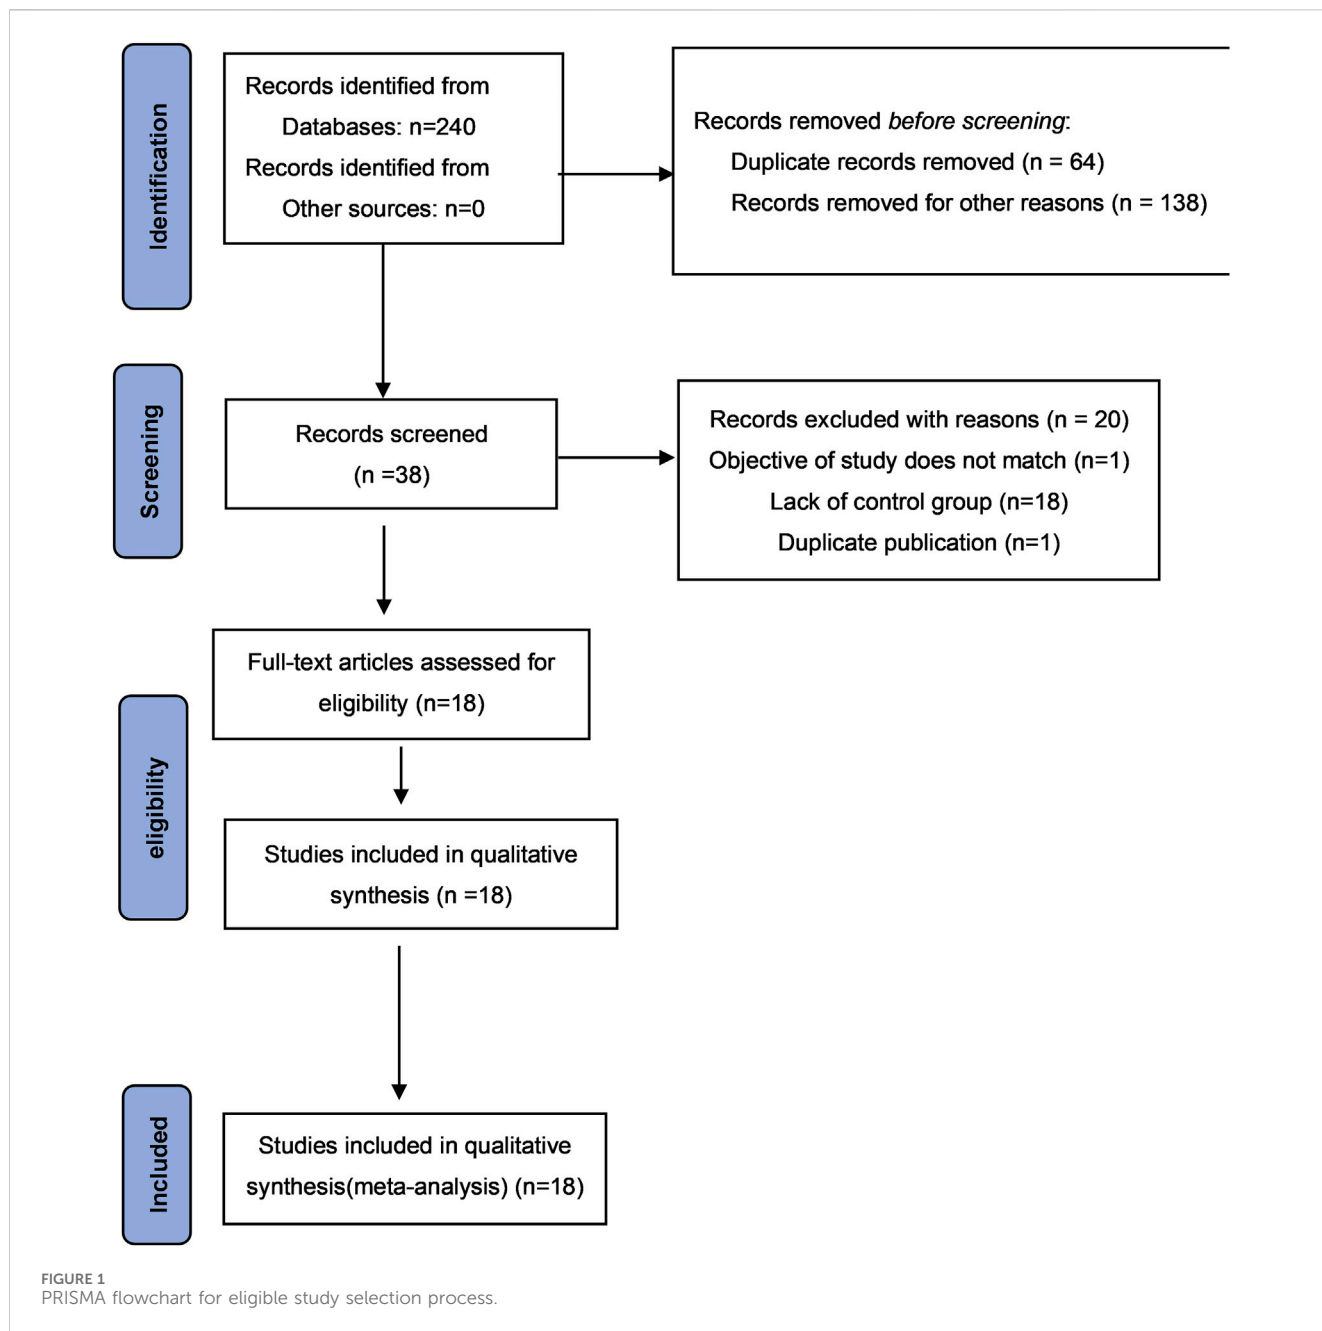 Identification
Records identified from
Databases: n=240
Records identified from
Other sources: n=0
Records removed before screening:
Duplicate records removed (n = 64)
Records removed for other reasons (n = 138)
Screening
Records screened
(n =38)
Records excluded with reasons (n = 20)
Objective of study does not match (n=1)
Lack of control group (n=18)
Duplicate publication (n=1)
eligibility
Full-text articles assessed for
eligibility (n=18)
Studies included in qualitative
synthesis (n =18)
Included
Studies included in qualitative
synthesis(meta-analysis) (n=18)
FIGURE 1
PRISMA flowchart for eligible study selection process.